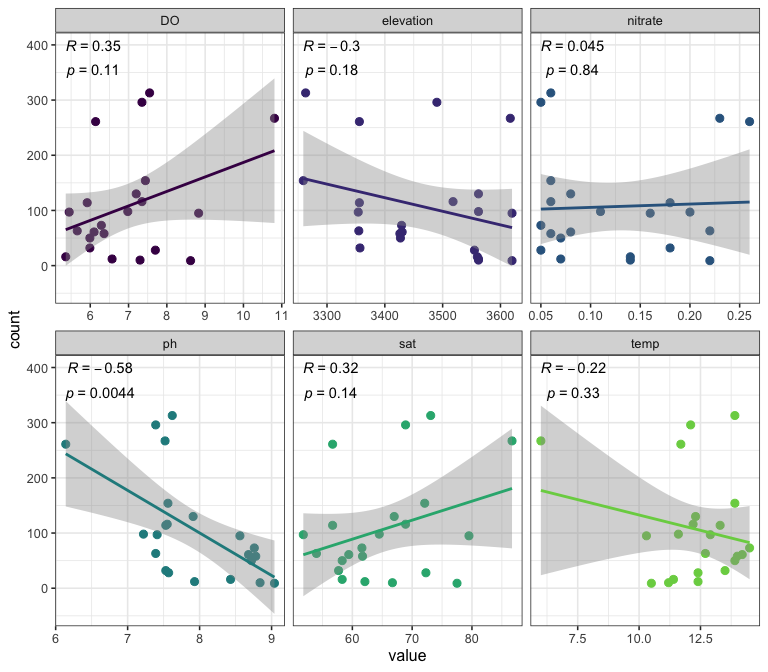 DO
elevation
nitrate
R = 0.35
p = 0.11
R = −0.3
p = 0.18
R = 0.045
p = 0.84
400
300
200
100
0
6 7 8 9 10 11
3300 3400 3500 3600
0.05 0.10 0.15 0.20 0.25
count
ph
sat
temp
R = −0.58
p = 0.0044
R = 0.32
p = 0.14
R = −0.22
p = 0.33
400
300
200
100
0
6 7 8 9
60 70 80
7.5 10.0 12.5
value